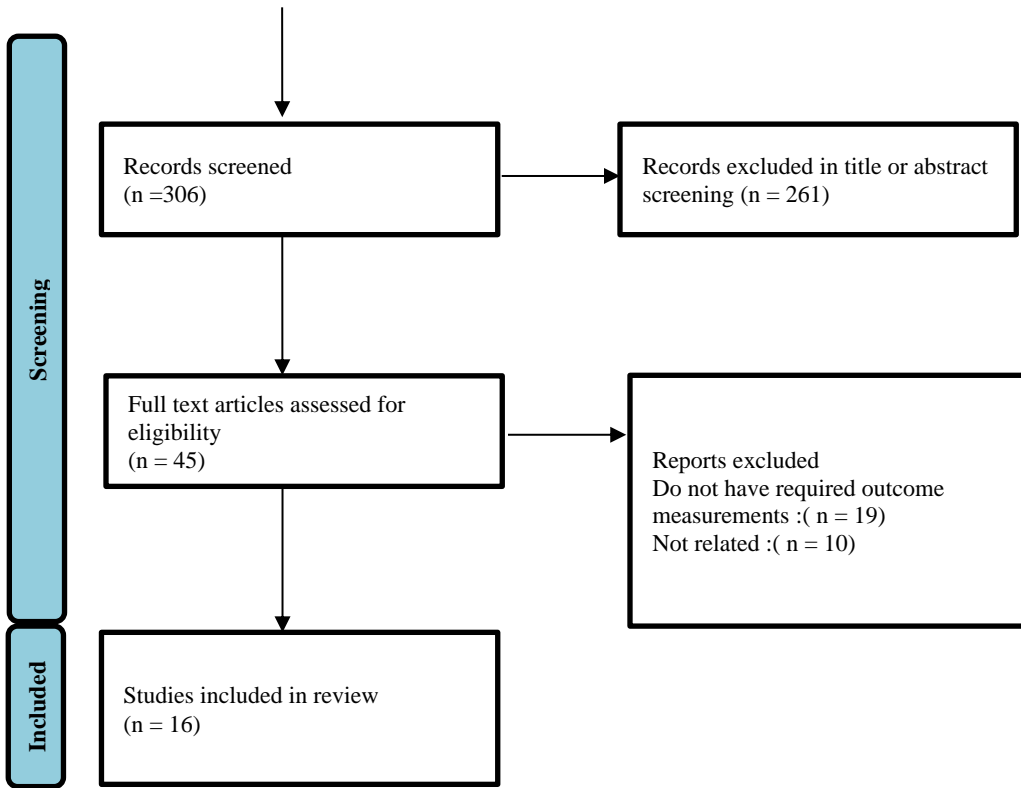 Screening
Records screened
(n =306)
Records excluded in title or abstract
screening (n = 261)
Full text articles assessed for
eligibility
(n = 45)
Reports excluded
Do not have required outcome
measurements :( n = 19)
Not related :( n = 10)
Included
Studies included in review
(n = 16)